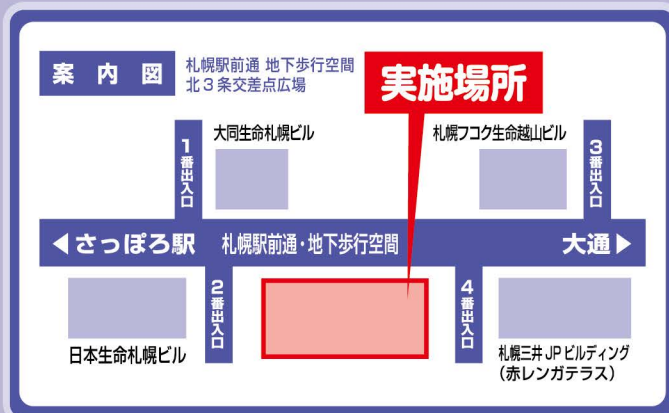 案内図
札幌駅前通 地下歩行空間
北3条交差点広場
実施場所
1番出入口
大同生命札幌ビル
札幌フコク生命越山ビル
3番出入口
◀さっぽろ駅
札幌駅前通・地下歩行空間
大通▶
日本生命札幌ビル
2番出入口
4番出入口
札幌三井JPビルディング
(赤レンガテラス)